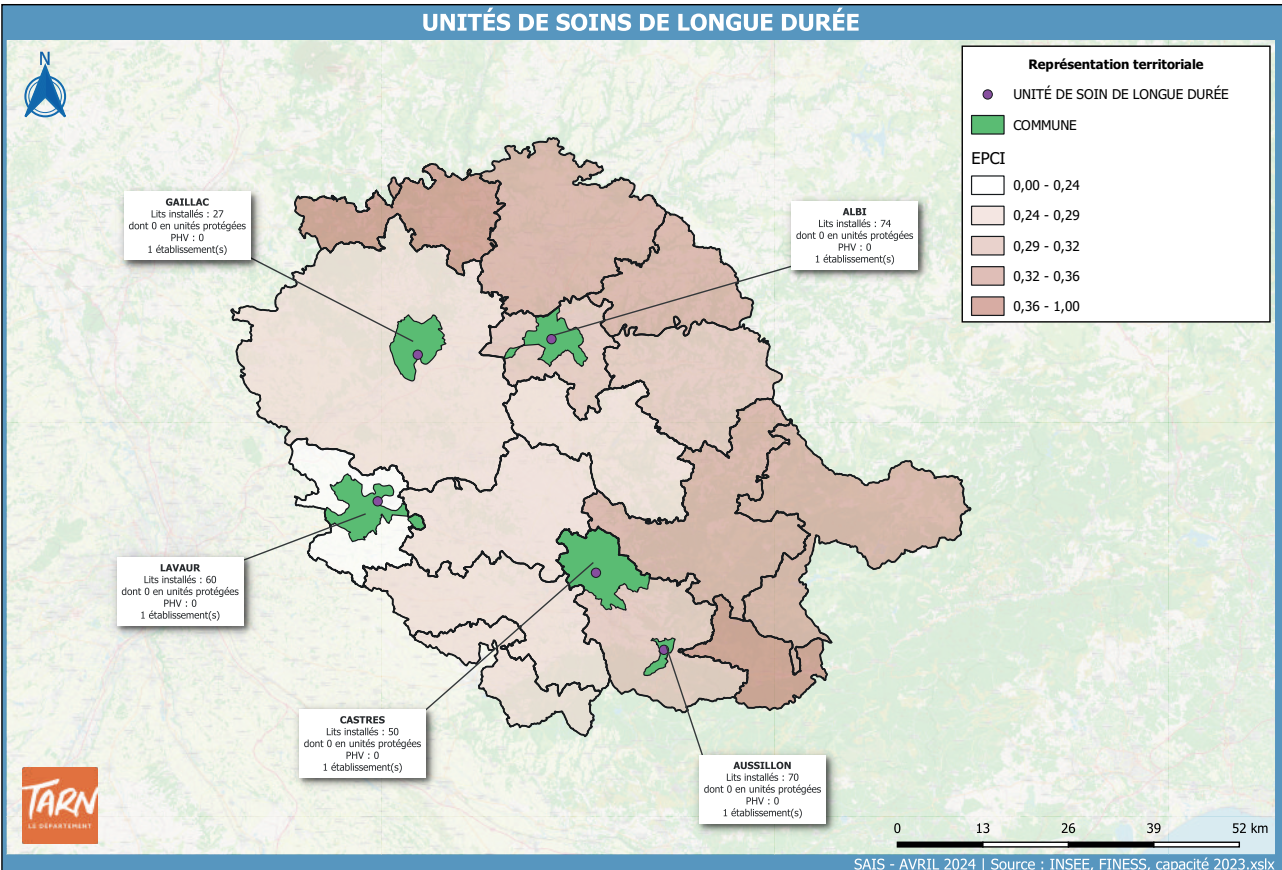 UNITÉS DE SOINS DE LONGUE DURÉE
N
Représentation territoriale
UNITÉ DE SOIN DE LONGUE DURÉE
COMMUNE
EPCI
0,00 - 0,24
0,24 - 0,29
0,29 - 0,32
0,32 - 0,36
0,36 - 1,00
GAILLAC
Lits installés : 27
dont 0 en unités protégées
PHV : 0
1 établissement(s)
ALBI
Lits installés : 74
dont 0 en unités protégées
PHV : 0
1 établissement(s)
LAVAUR
Lits installés : 60
dont 0 en unités protégées
PHV : 0
1 établissement(s)
CASTRES
Lits installés : 50
dont 0 en unités protégées
PHV : 0
1 établissement(s)
AUSSILLON
Lits installés : 70
dont 0 en unités protégées
PHV : 0
1 établissement(s)
TARN
LE DÉPARTEMENT
0 13 26 39 52 km
SAIS - AVRIL 2024 | Source : INSEE, FINESS, capacité 2023.xslx